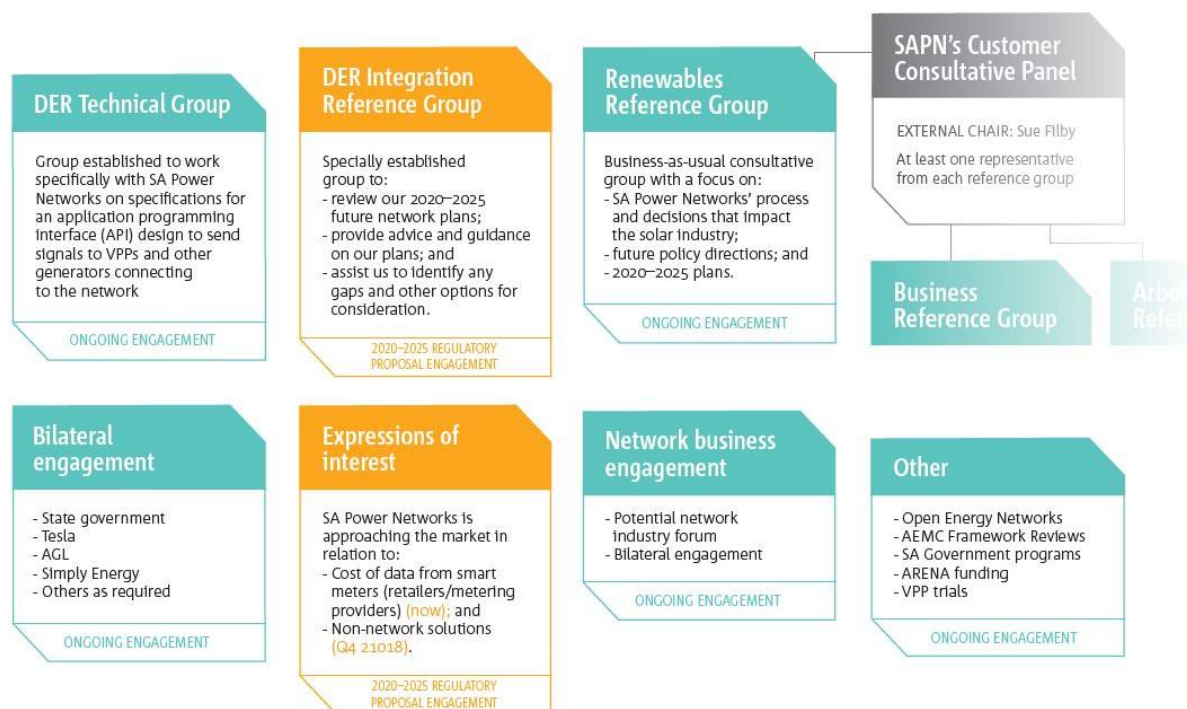 DER Technical Group
Group established to work
specifically with SA Power
Networks on specifications for
an application programming
interface (API) design to send
signals to VPPs and other
generators connecting
to the network
ONGOING ENGAGEMENT
DER Integration
Reference Group
Specially established
group to:
- review our 2020–2025
future network plans;
- provide advice and guidance
on our plans; and
- assist us to identify any
gaps and other options for
consideration.
2020–2025 REGULATORY
PROPOSAL ENGAGEMENT
Renewables
Reference Group
Business-as-usual consultative
group with a focus on:
- SA Power Networks' process
and decisions that impact
the solar industry;
- future policy directions; and
- 2020–2025 plans.
ONGOING ENGAGEMENT
SAPN's Customer
Consultative Panel
EXTERNAL CHAIR: Sue Filby
At least one representative
from each reference group
Business
Reference Group
Bilateral
engagement
- State government
- Tesla
- AGL
- Simply Energy
- Others as required
ONGOING ENGAGEMENT
Expressions of
interest
SA Power Networks is
approaching the market in
relation to:
- Cost of data from smart
meters (retailers/metering
providers) (now); and
- Non-network solutions
(Q4 21018).
2020–2025 REGULATORY
PROPOSAL ENGAGEMENT
Network business
engagement
- Potential network
industry forum
- Bilateral engagement
ONGOING ENGAGEMENT
Other
- Open Energy Networks
- AEMC Framework Reviews
- SA Government programs
- ARENA funding
- VPP trials
ONGOING ENGAGEMENT